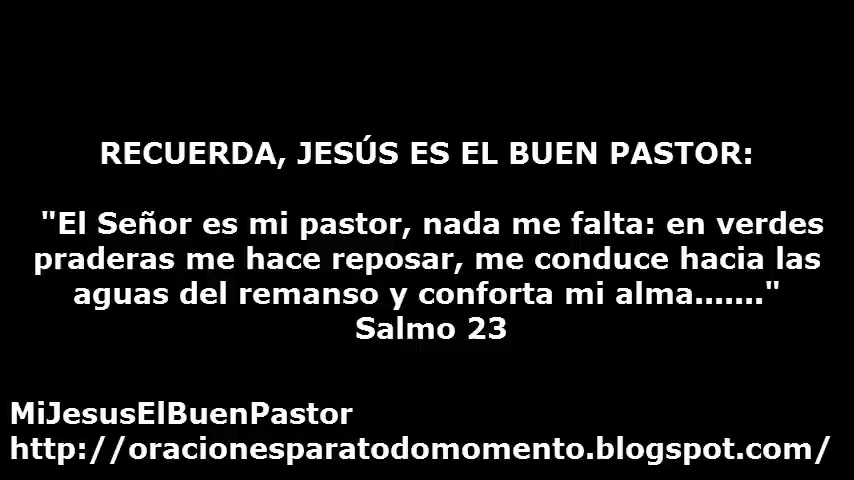 RECUERDA, JESÚS ES EL BUEN PASTOR:
"El Señor es mi pastor, nada me falta: en verdes
praderas me hace reposar, me conduce hacia las
aguas del remanso y conforta mi alma......."
Salmo 23
MiJesusElBuenPastor
http://oracionesparatodomomento.blogspot.com/